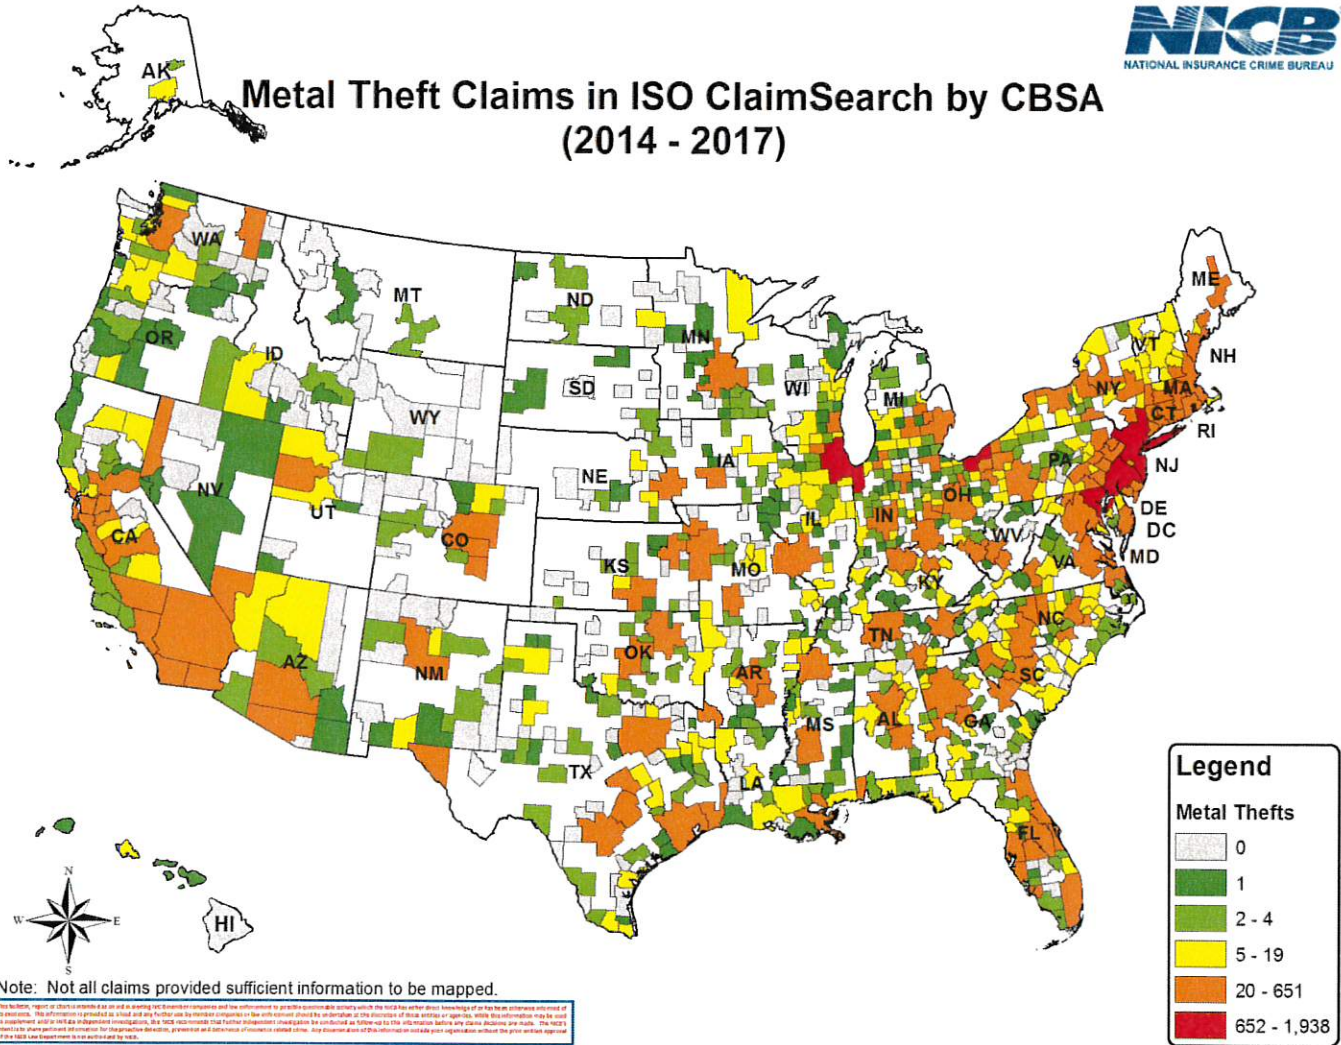 NICB
NATIONAL INSURANCE CRIME BUREAU
Metal Theft Claims in ISO ClaimSearch by CBSA
(2014 - 2017)
AK
WA
MT
ND
MN
ME
OR
ID
SD
WI
MI
VT
NH
NY
MA
CT
RI
WY
NE
IA
PA
NJ
NV
UT
CO
IL
IN
OH
DE
DC
MD
CA
KS
MO
WV
VA
KY
AZ
NM
OK
AR
TN
NC
SC
TX
LA
MS
AL
GA
FL
HI
N
W
E
S
Legend
Metal Thefts
0
1
2 - 4
5 - 19
20 - 651
652 - 1,938
Note: Not all claims provided sufficient information to be mapped.